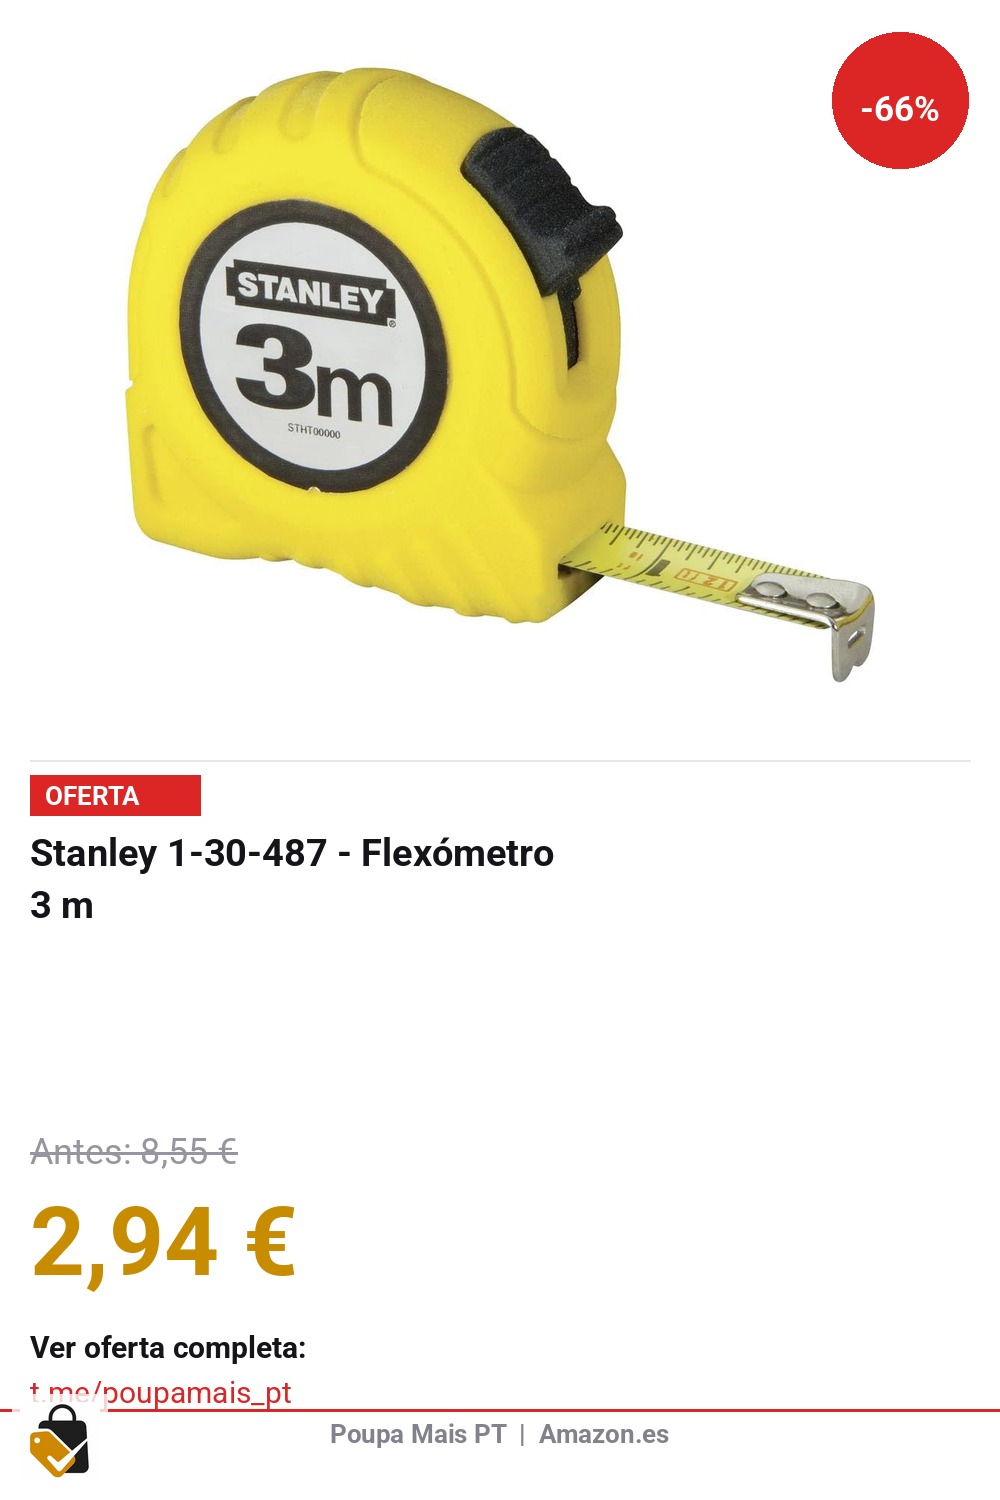 -66%
STANLEY
®
3m
STHT00000
1
OFERTA
Stanley 1-30-487 - Flexómetro
3 m
Antes: 8,55 €
2,94 €
Ver oferta completa:
t.me/poupamais_pt
Poupa Mais PT | Amazon.es